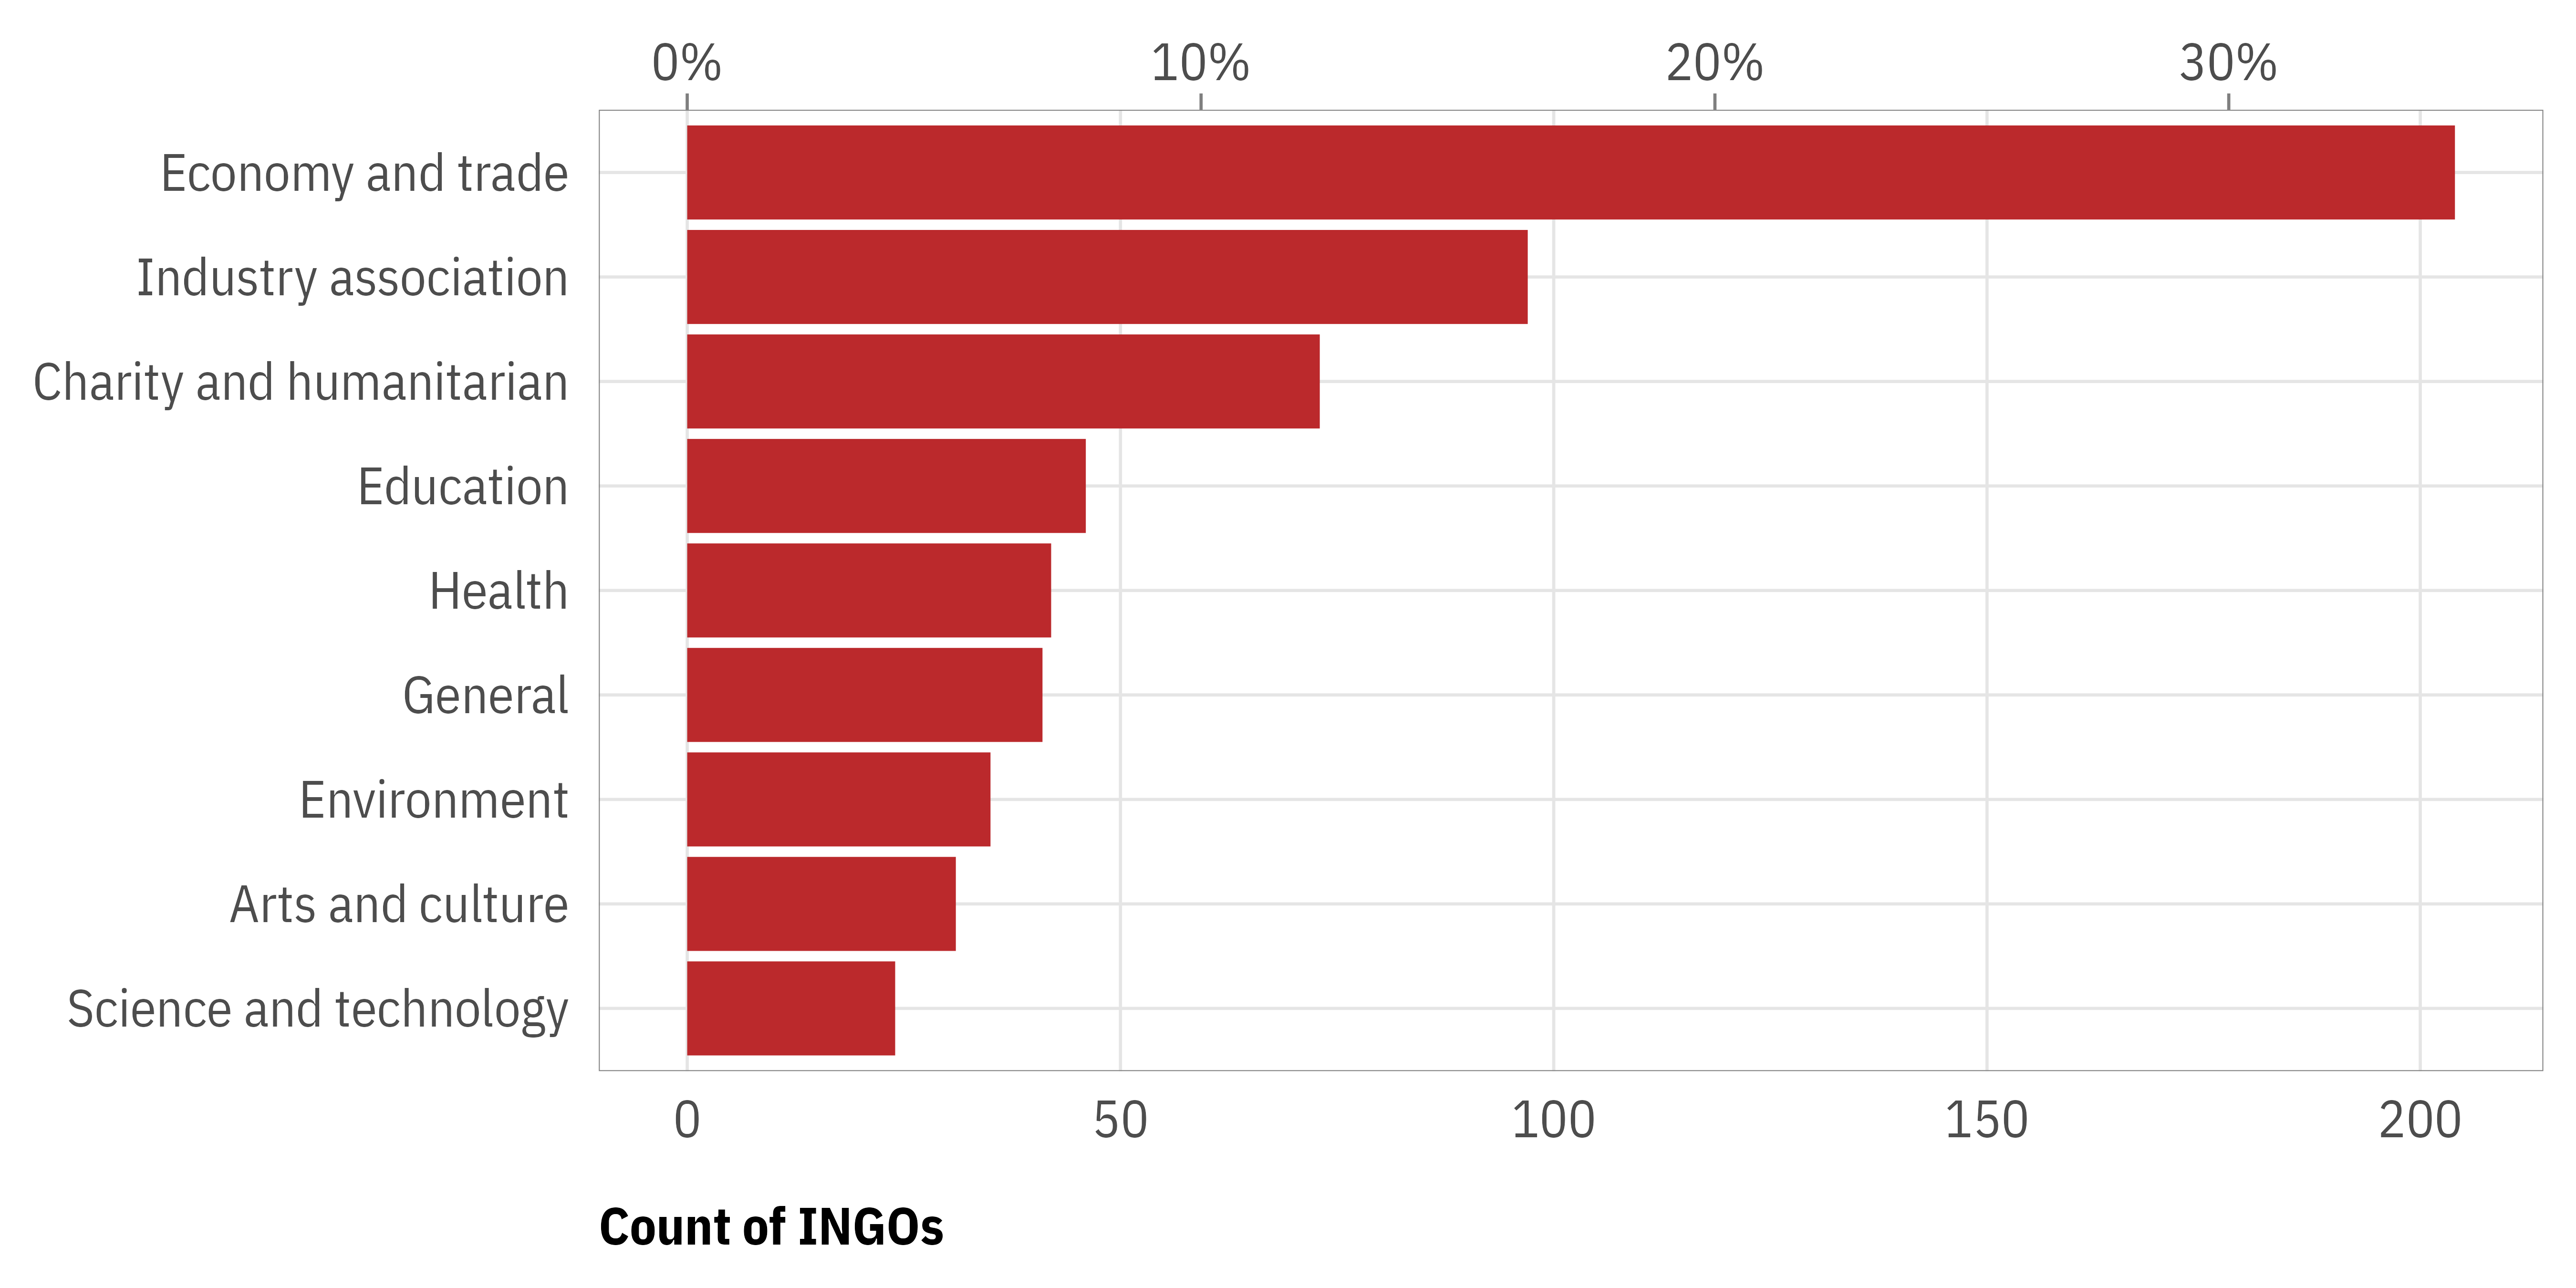 0% 10% 20% 30%
Economy and trade
Industry association
Charity and humanitarian
Education
Health
General
Environment
Arts and culture
Science and technology
0 50 100 150 200
Count of INGOs